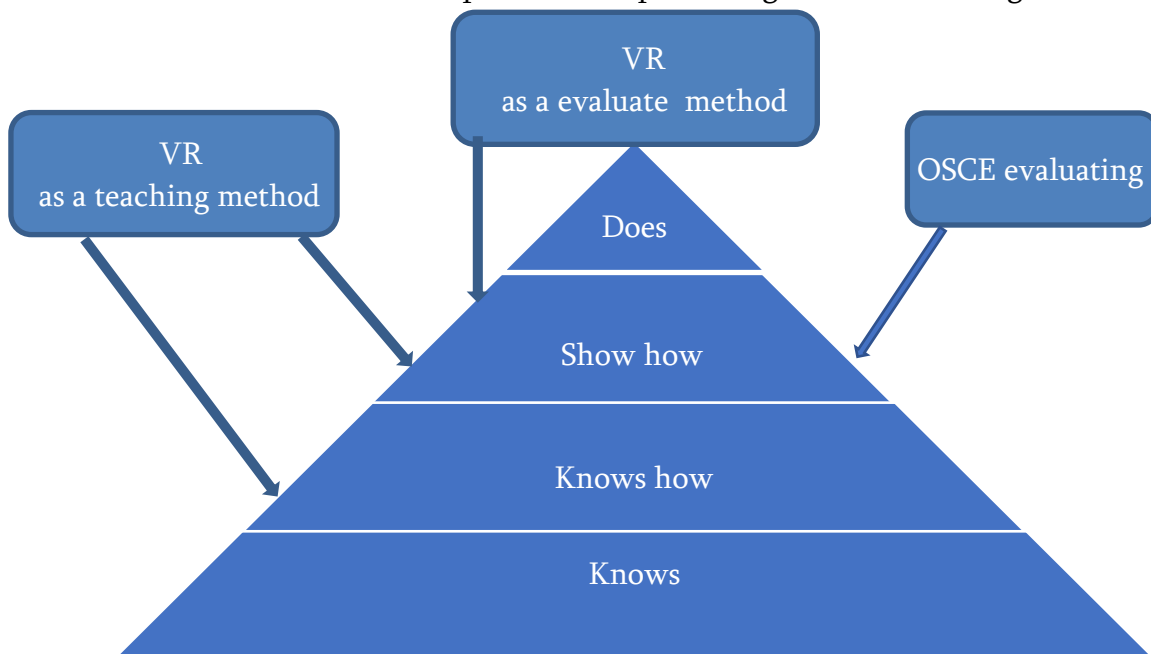 VR
as a evaluate method
VR
as a teaching method
OSCE evaluating
Does
Show how
Knows how
Knows